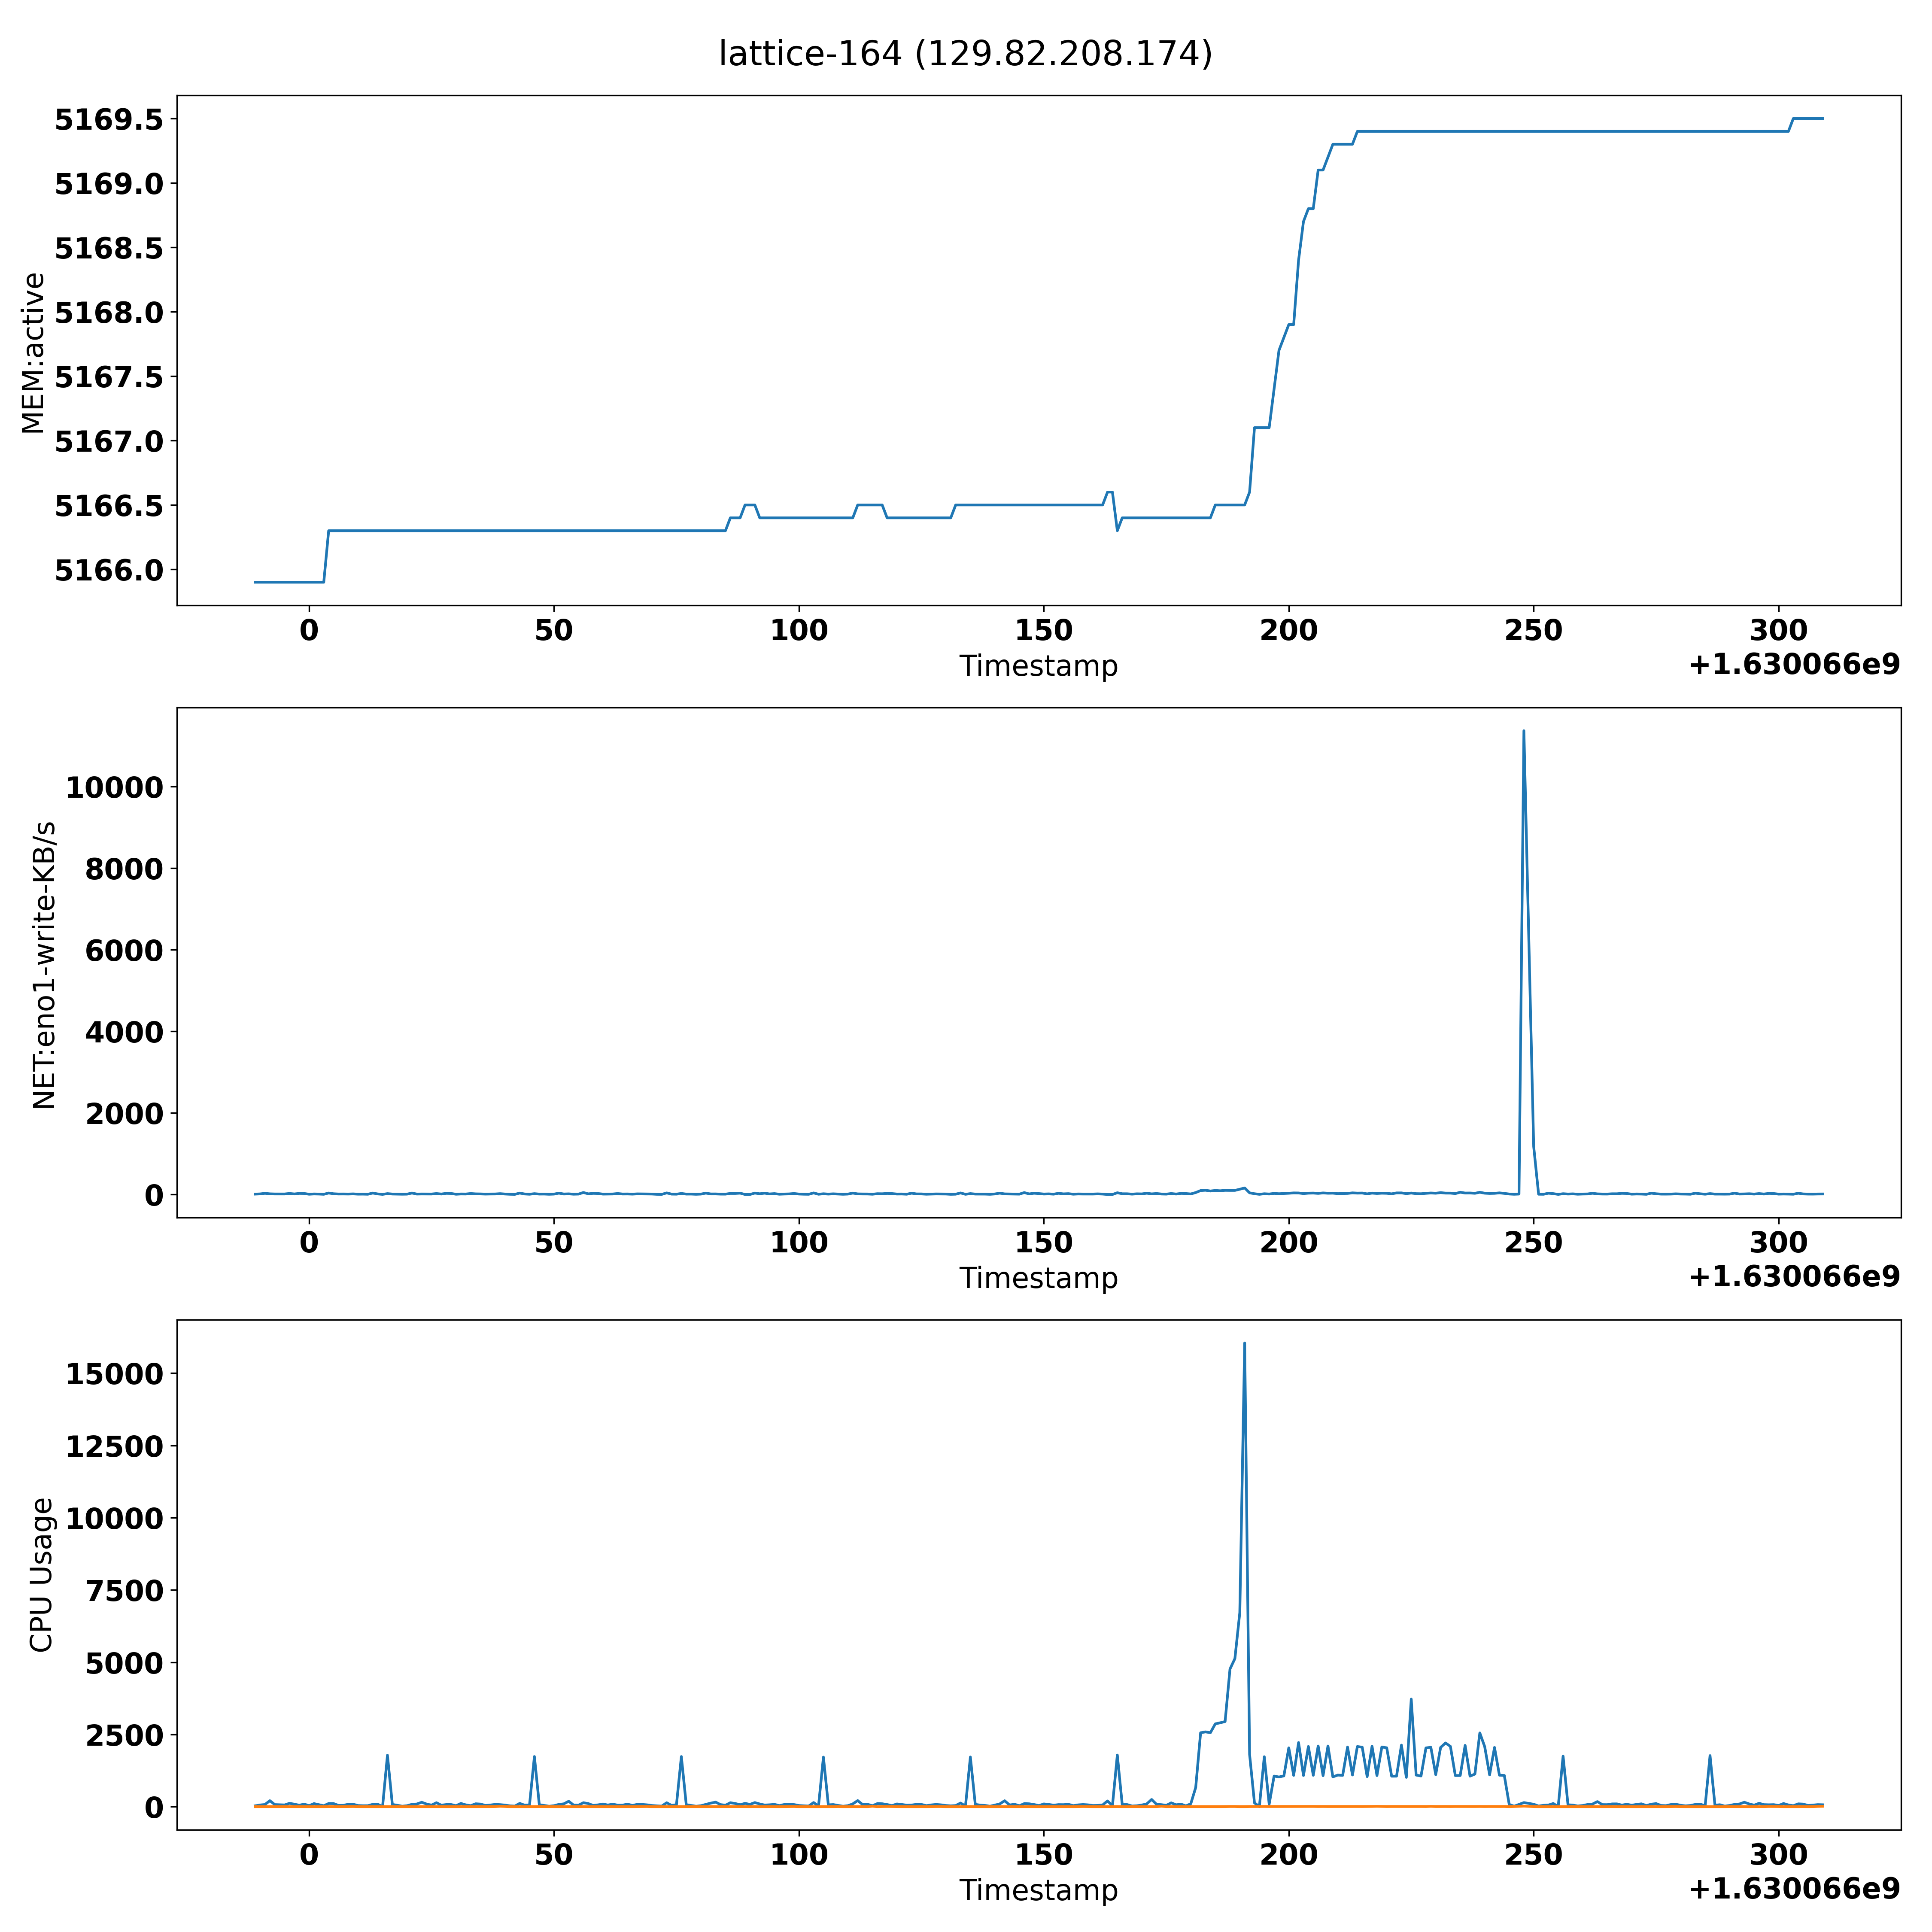 lattice-164 (129.82.208.174)
5169.5
5169.0
5168.5
5168.0
5167.5
5167.0
5166.5
5166.0
MEM:active
0 50 100 150 200 250 300
Timestamp
+1.630066e9
10000
8000
6000
4000
2000
0
NET:eno1-write-KB/s
0 50 100 150 200 250 300
Timestamp
+1.630066e9
15000
12500
10000
7500
5000
2500
0
CPU Usage
0 50 100 150 200 250 300
Timestamp
+1.630066e9